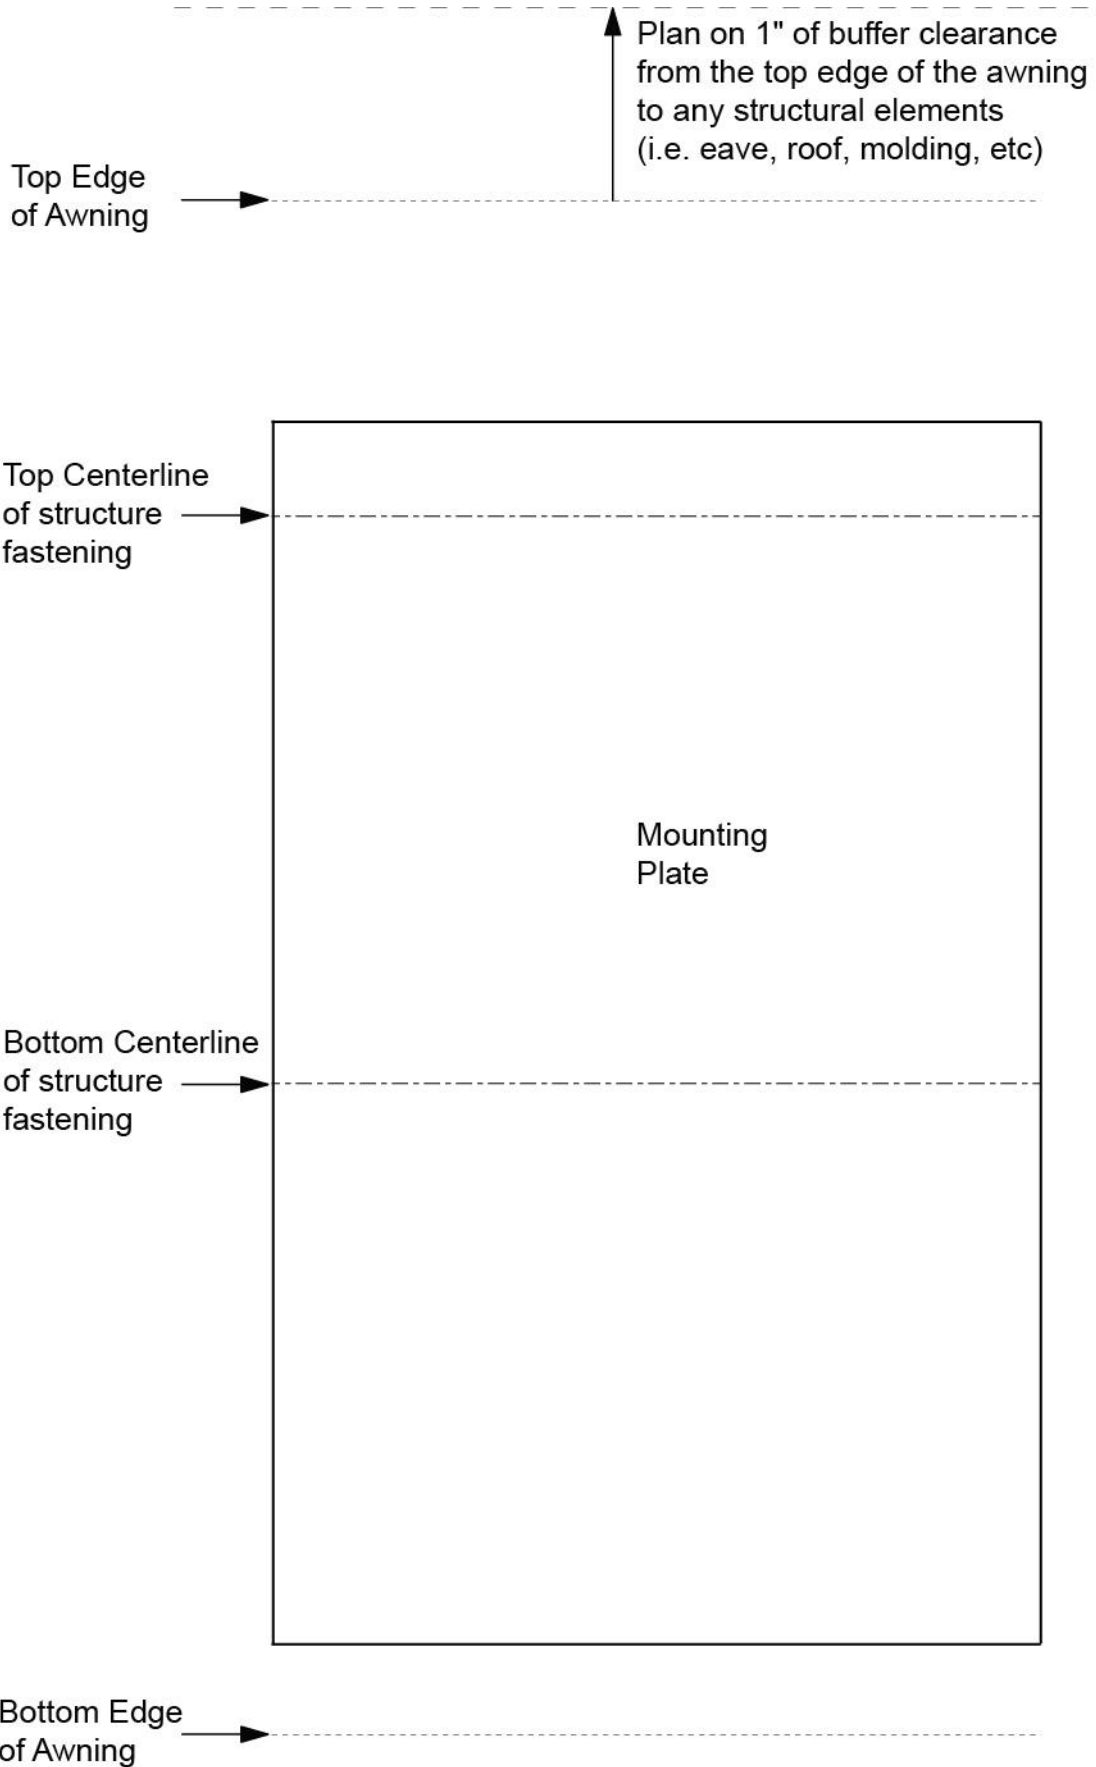 Plan on 1" of buffer clearance
from the top edge of the awning
to any structural elements
(i.e. eave, roof, molding, etc)
Top Edge
of Awning
Top Centerline
of structure
fastening
Mounting
Plate
Bottom Centerline
of structure
fastening
Bottom Edge
of Awning